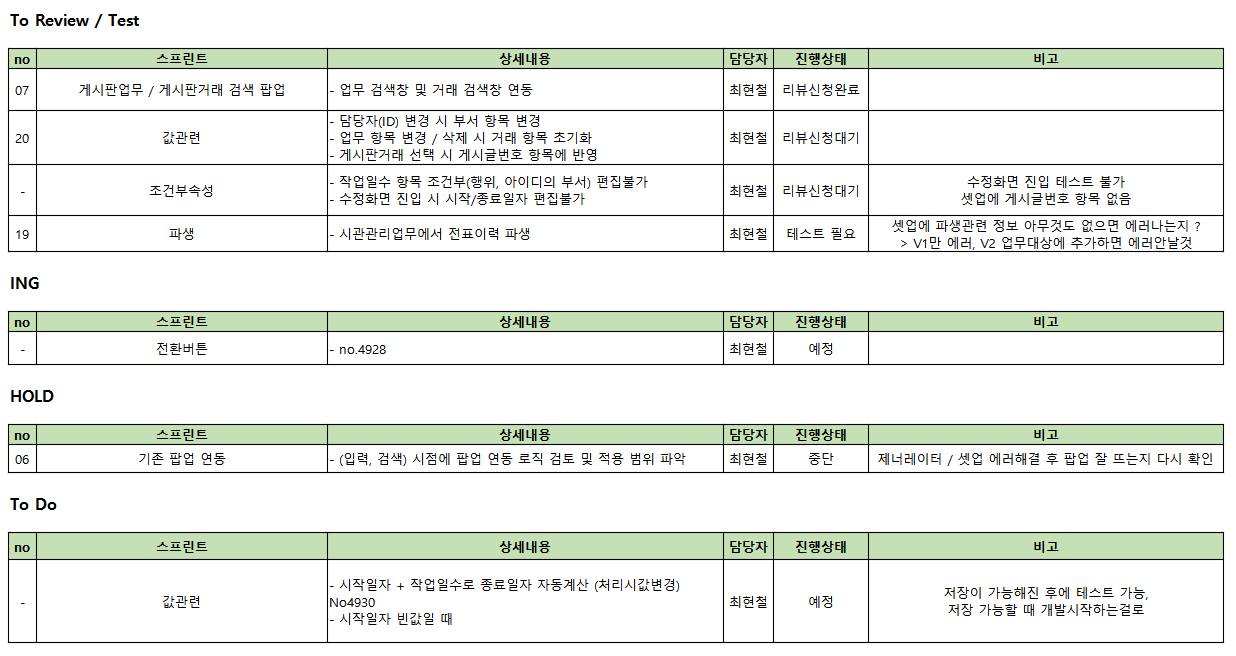 To Review / Test
no 스프린트 상세내용 담당자 진행상태 비고
07 게시판업무 / 게시판거래 검색 팝업 - 업무 검색창 및 거래 검색창 연동 최현철 리뷰신청완료
20 값관련 - 담당자(ID) 변경 시 부서 항목 변경
- 업무 항목 변경 / 삭제 시 거래 항목 초기화
- 게시판거래 선택 시 게시글번호 항목에 반영
최현철 리뷰신청대기
- 조건부속성 - 작업일수 항목 조건부(행위, 아이디의 부서) 편집불가
- 수정화면 진입 시 시작/종료일자 편집불가
최현철 리뷰신청대기 수정화면 진입 테스트 불가
셋업에 게시글번호 항목 없음
19 파생 - 시관관리업무에서 전표이력 파생 최현철 테스트 필요 셋업에 파생관련 정보 아무것도 없으면 에러나는지 ?
> V1만 에러, V2 업무대상에 추가하면 에러안날것
ING
no 스프린트 상세내용 담당자 진행상태 비고
- 전환버튼 - no.4928 최현철 예정
HOLD
no 스프린트 상세내용 담당자 진행상태 비고
06 기존 팝업 연동 - (입력, 검색) 시점에 팝업 연동 로직 검토 및 적용 범위 파악 최현철 중단 제너레이터 / 셋업 에러해결 후 팝업 잘 뜨는지 다시 확인
To Do
no 스프린트 상세내용 담당자 진행상태 비고
- 값관련 - 시작일자 + 작업일수로 종료일자 자동계산 (처리시값변경)
No4930
- 시작일자 빈값일 때
최현철 예정 저장이 가능해진 후에 테스트 가능,
저장 가능할 때 개발시작하는걸로